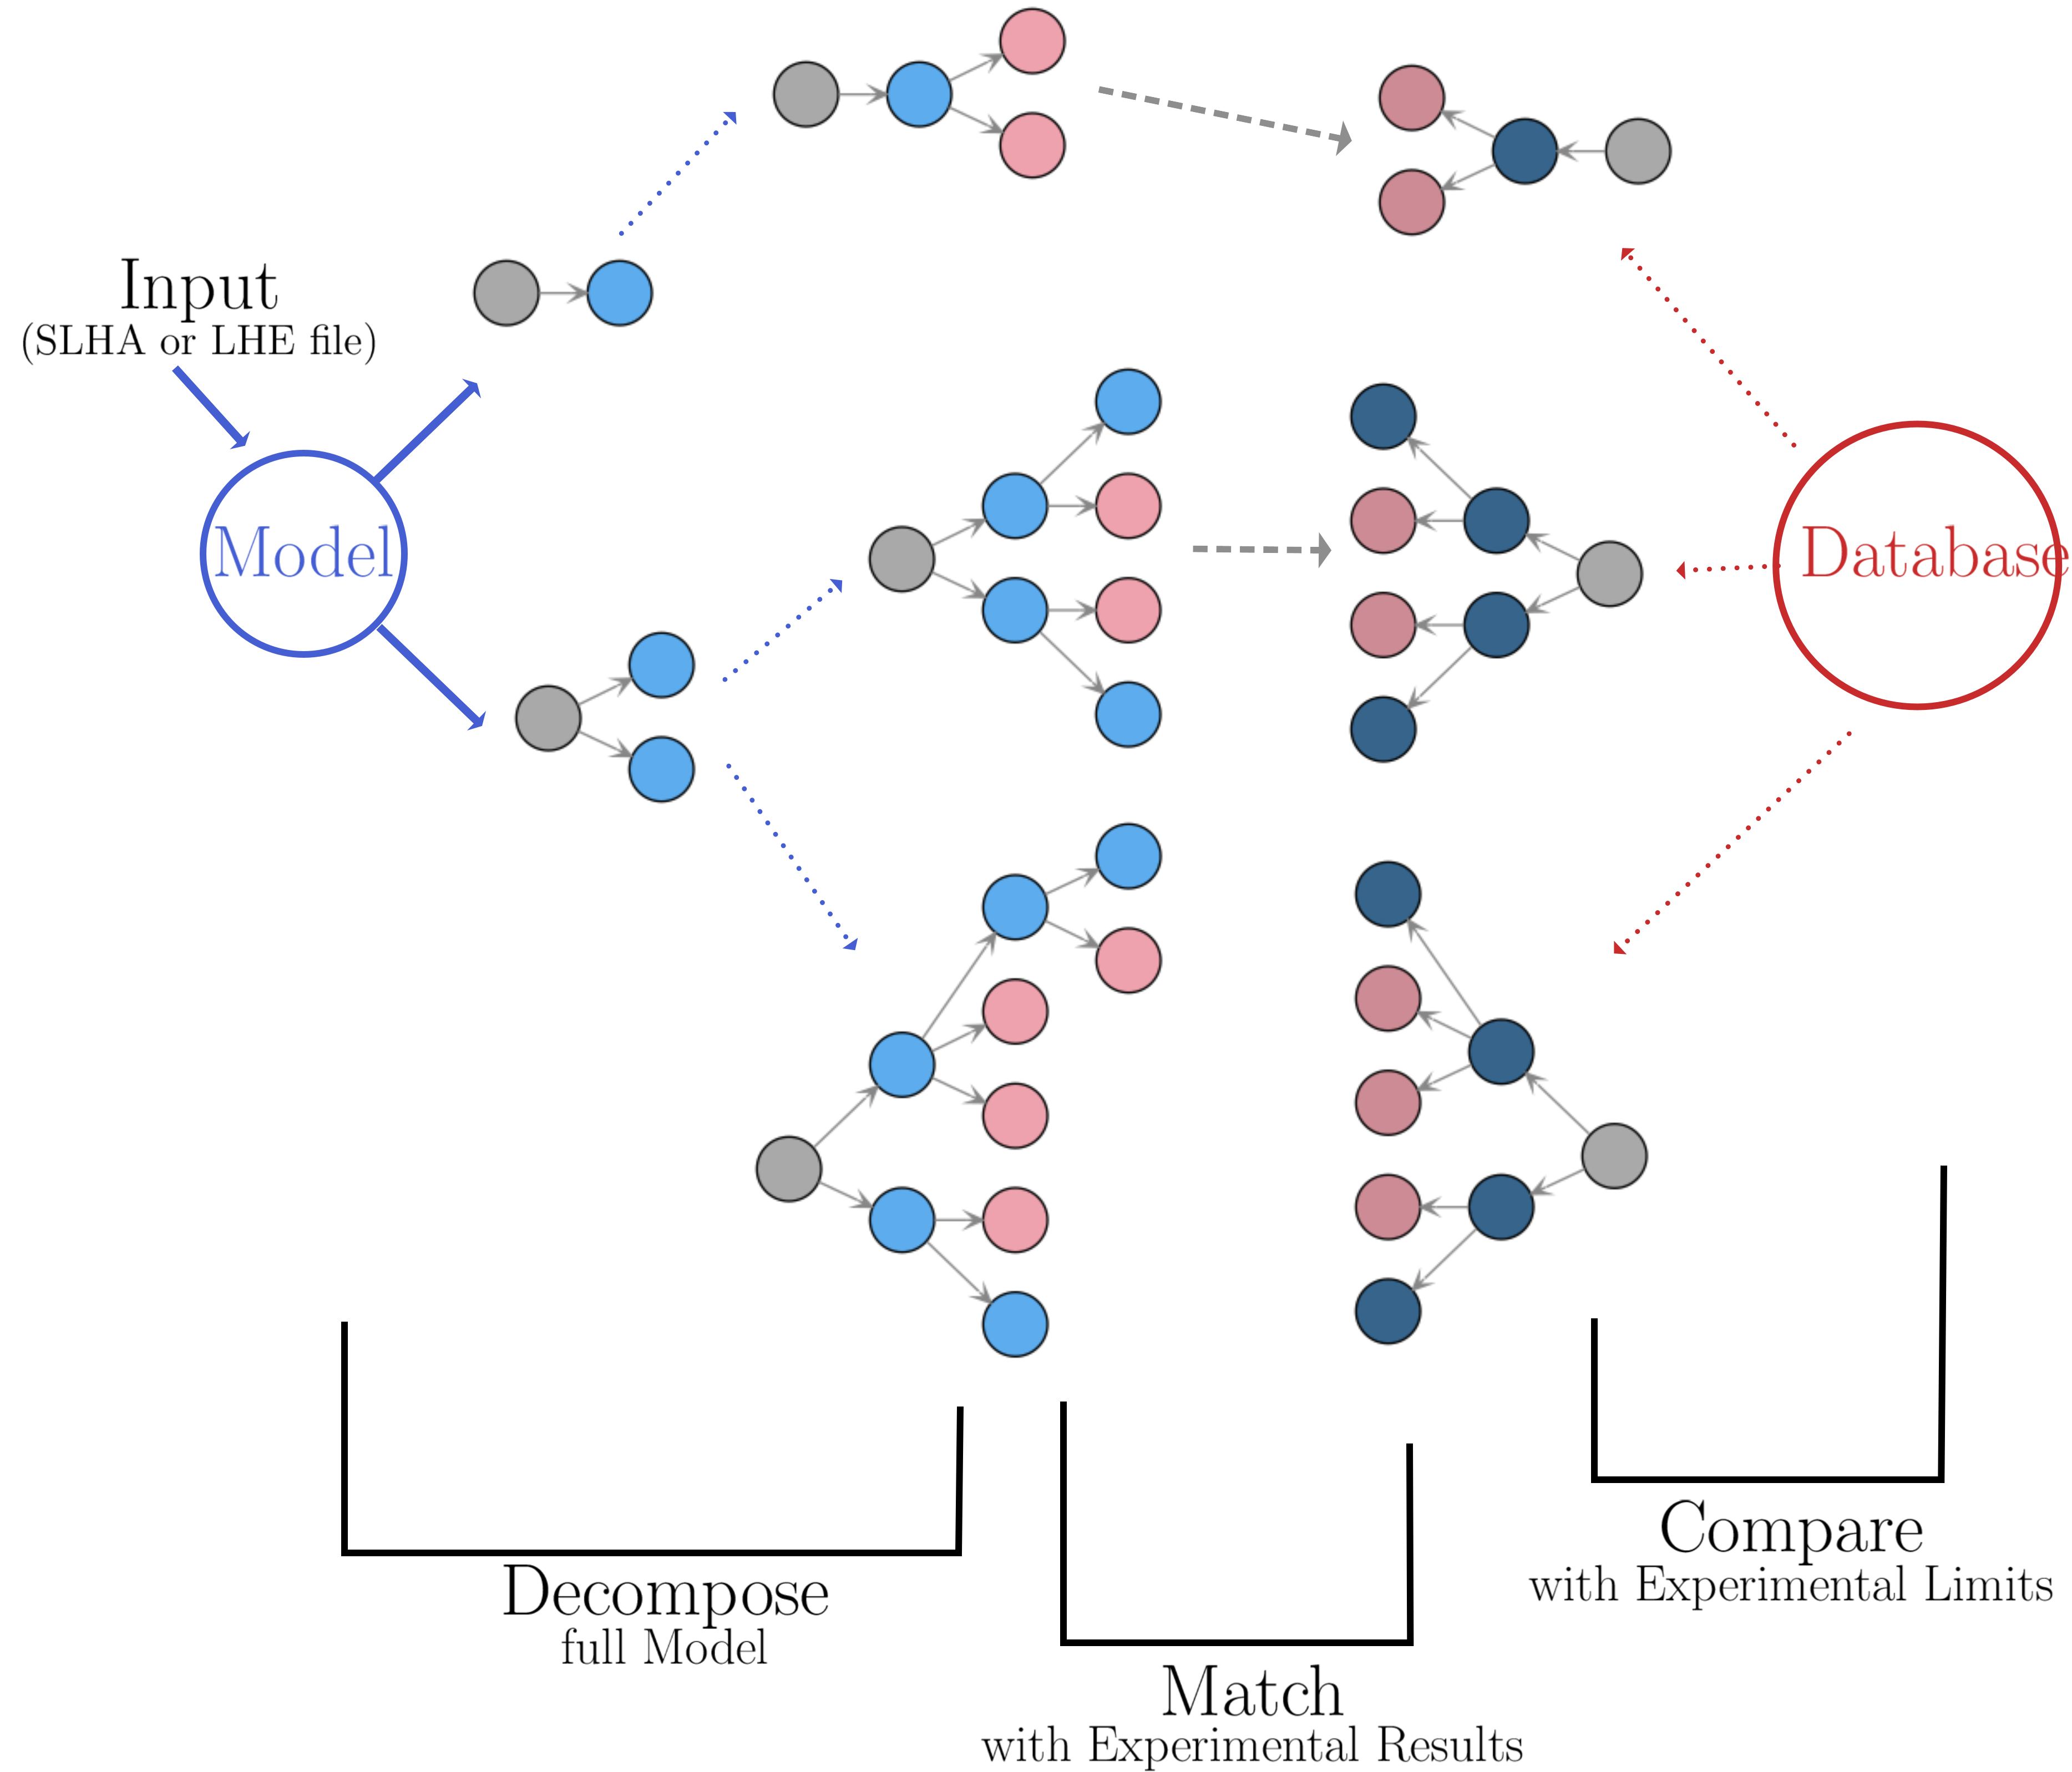 Input
(SLHA or LHE file)
Model
Database
Decompose
full Model
Match
with Experimental Results
Compare
with Experimental Limits